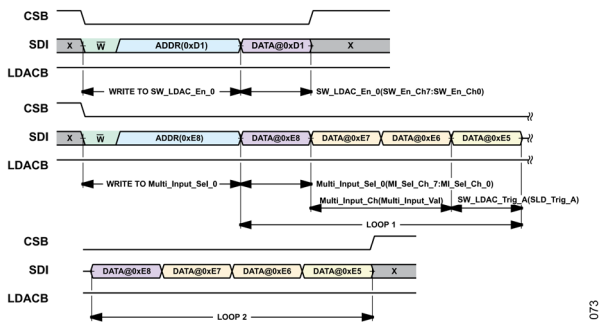 CSB
SDI X W ADDR(0xD1) DATA@0xD1 X
LDACB
WRITE TO SW_LDAC_En_0 SW_LDAC_En_0(SW_En_Ch7:SW_En_Ch0)
CSB
SDI X W ADDR(0xE8) DATA@0xE8 DATA@0xE7 DATA@0xE6 DATA@0xE5
LDACB
WRITE TO Multi_Input_Sel_0 Multi_Input_Sel_0(MI_Sel_Ch_7:MI_Sel_Ch_0)
Multi_Input_Ch(Multi_Input_Val) SW_LDAC_Trig_A(SLD_Trig_A)
LOOP 1
CSB
SDI DATA@0xE8 DATA@0xE7 DATA@0xE6 DATA@0xE5 X
LDACB
LOOP 2
073